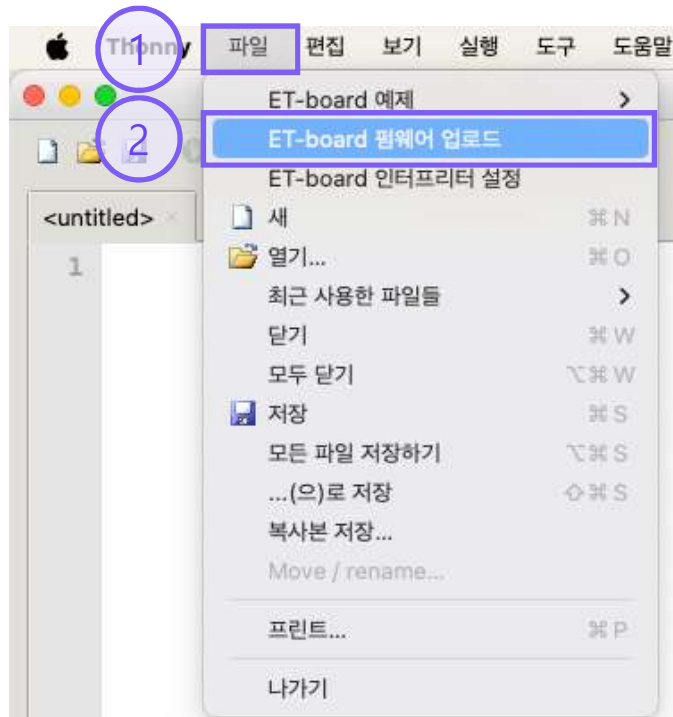 Thonny 파일 편집 보기 실행 도구 도움말
1
ET-board 예제 >
2
ET-board 펌웨어 업로드
ET-board 인터프리터 설정
<untitled> ×
새 ⌘ N
1
열기... ⌘ O
최근 사용한 파일들 >
닫기 ⌘ W
모두 닫기 ⌥⌘ W
저장 ⌘ S
모든 파일 저장하기 ⌥⌘ S
...(으)로 저장 ⇧⌘ S
복사본 저장...
Move / rename...
프린트... ⌘ P
나가기